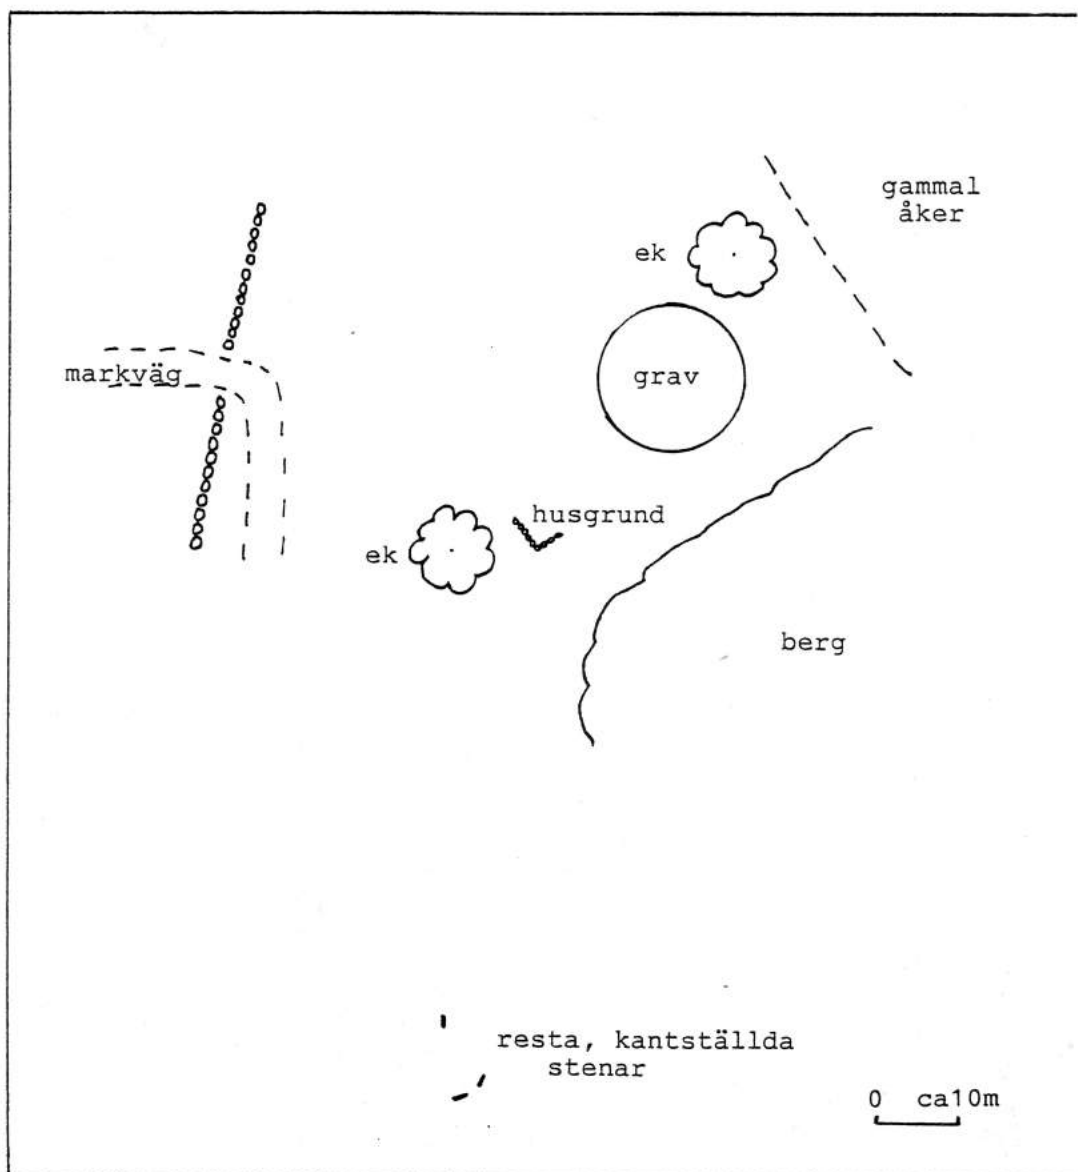 gammal
åker
ek
markväg
grav
husgrund
ek
berg
resta, kantställda
stenar
0 ca10m